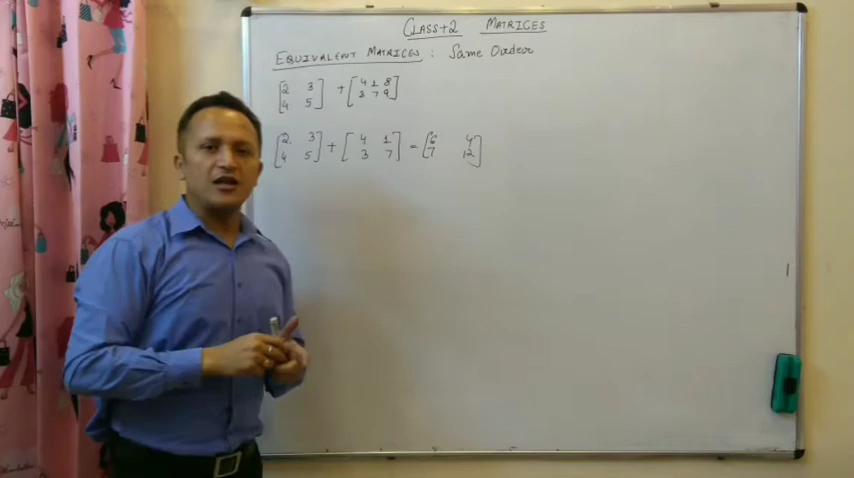 CLASS-2 MATRICES
EQUIVALENT MATRICES : Same Order
[2 3] + [4 1 8]
[4 5] [3 7 9]
[2 3] + [4 1] = [6 4]
[4 5] [3 7] [7 12]